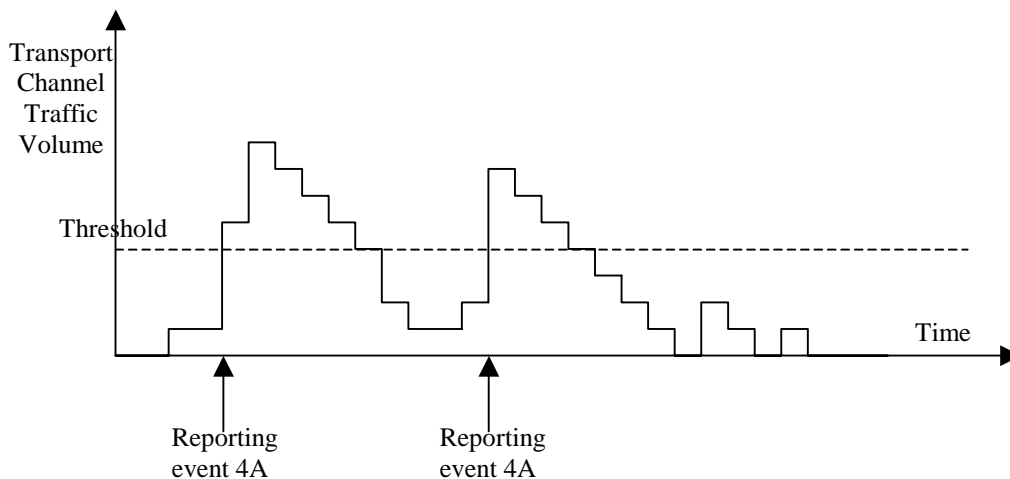 Transport
Channel
Traffic
Volume
Threshold
Time
Reporting
event 4A
Reporting
event 4A